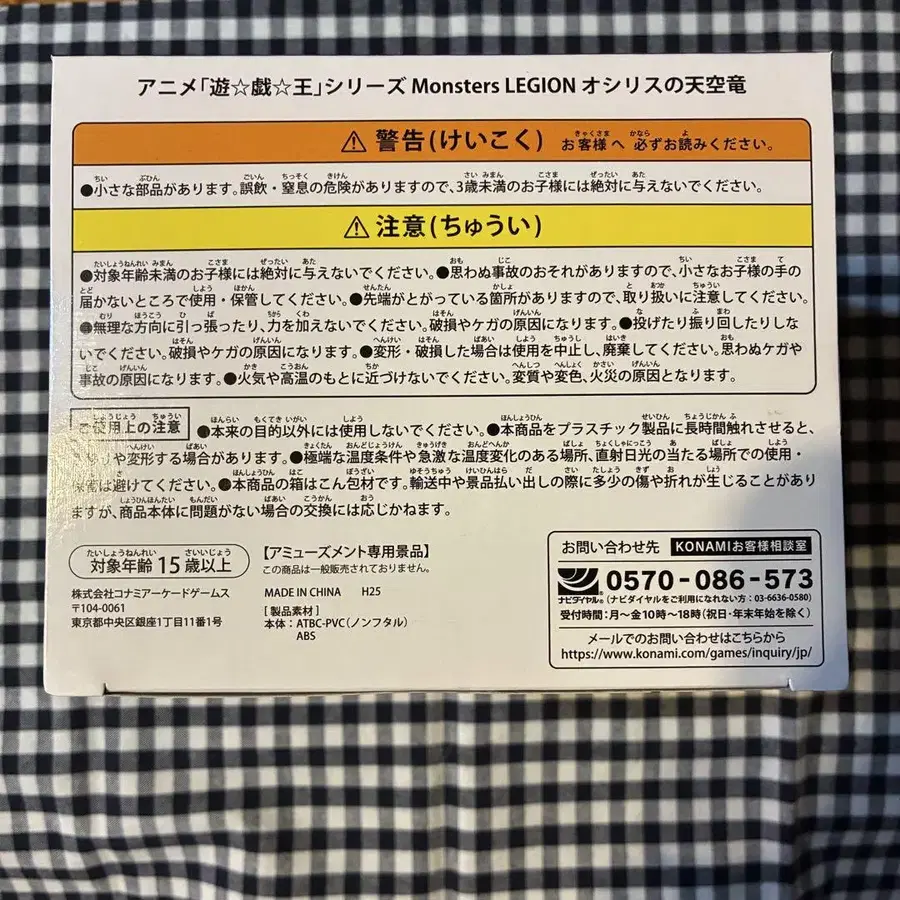 アニメ「遊☆戯☆王」シリーズ Monsters LEGION オシリスの天空竜
⚠ 警告(けいこく) お客様へ 必ずお読みください。
●小さな部品があります。誤飲・窒息の危険がありますので、3歳未満のお子様には絶対に与えないでください。
⚠ 注意(ちゅうい)
●対象年齢未満のお子様には絶対に与えないでください。●思わぬ事故のおそれがありますので、小さなお子様の手の
届かないところで使用・保管してください。●先端がとがっている箇所がありますので、取り扱いに注意してください。
●無理な方向に引っ張ったり、力を加えないでください。破損やケガの原因になります。●投げたり振り回したりしな
いでください。破損やケガの原因になります。●変形・破損した場合は使用を中止し、廃棄してください。思わぬケガや
事故の原因になります。●火気や高温のもとに近づけないでください。変質や変色、火災の原因となります。
使用上の注意 ●本来の目的以外には使用しないでください。●本商品をプラスチック製品に長時間触れさせると、
や変形する場合があります。●極端な温度条件や急激な温度変化のある場所、直射日光の当たる場所での使用・
保管は避けてください。●本商品の箱はこん包材です。輸送中や景品払い出しの際に多少の傷や折れが生じることがあり
ますが、商品本体に問題がない場合の交換には応じかねます。
対象年齢 15歳以上
【アミューズメント専用景品】
この商品は一般販売されておりません。
株式会社コナミアーケードゲームス
〒104-0061
東京都中央区銀座1丁目11番1号
MADE IN CHINA H25
[製品素材]
本体：ATBC-PVC(ノンフタル)
ABS
お問い合わせ先 KONAMIお客様相談室
ナビダイヤル® 0570-086-573
(ナビダイヤルをご利用になれない方：03-6636-0580)
受付時間：月～金10時～18時(祝日・年末年始を除く)
メールでのお問い合わせはこちらから
https://www.konami.com/games/inquiry/jp/